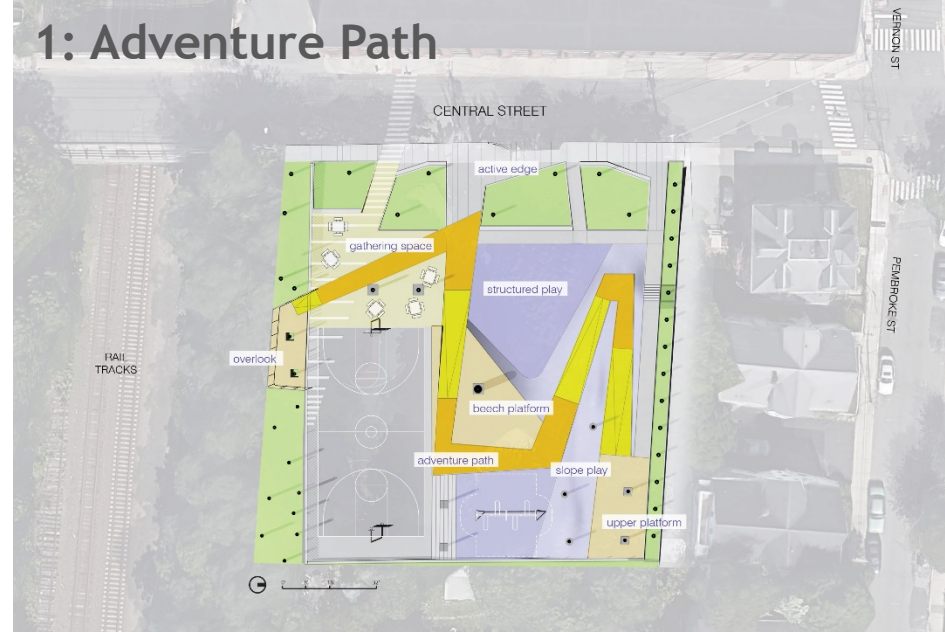 1: Adventure Path
VERNON ST
CENTRAL STREET
active edge
gathering space
structured play
PEMBROKE ST
overlook
RAIL
TRACKS
beech platform
adventure path
slope play
upper platform